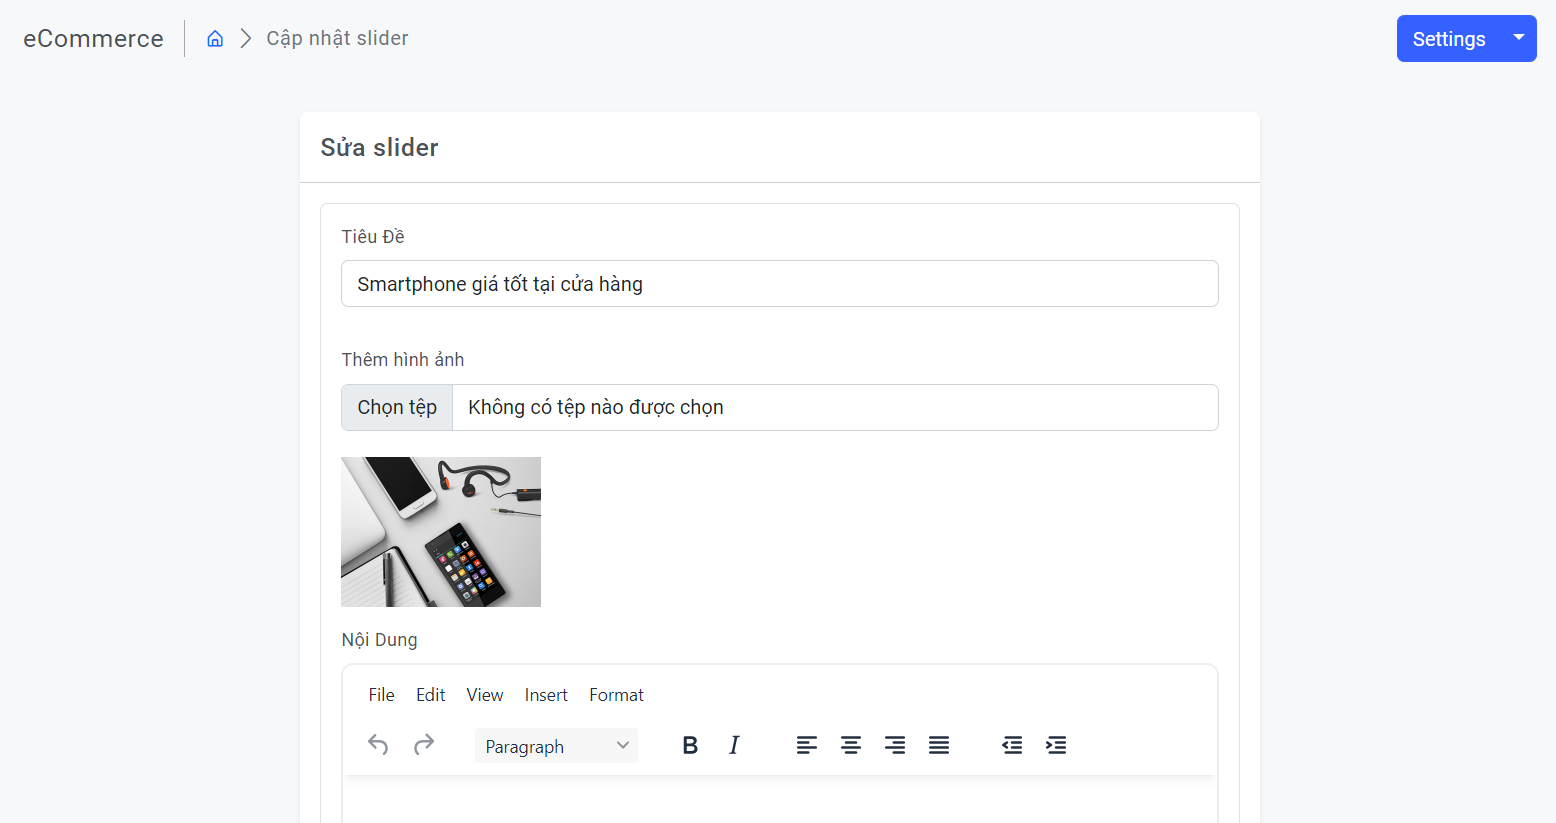 eCommerce
Cập nhật slider
Settings
Sửa slider
Tiêu Đề
Smartphone giá tốt tại cửa hàng
Thêm hình ảnh
Chọn tệp Không có tệp nào được chọn
Nội Dung
File Edit View Insert Format
Paragraph B I